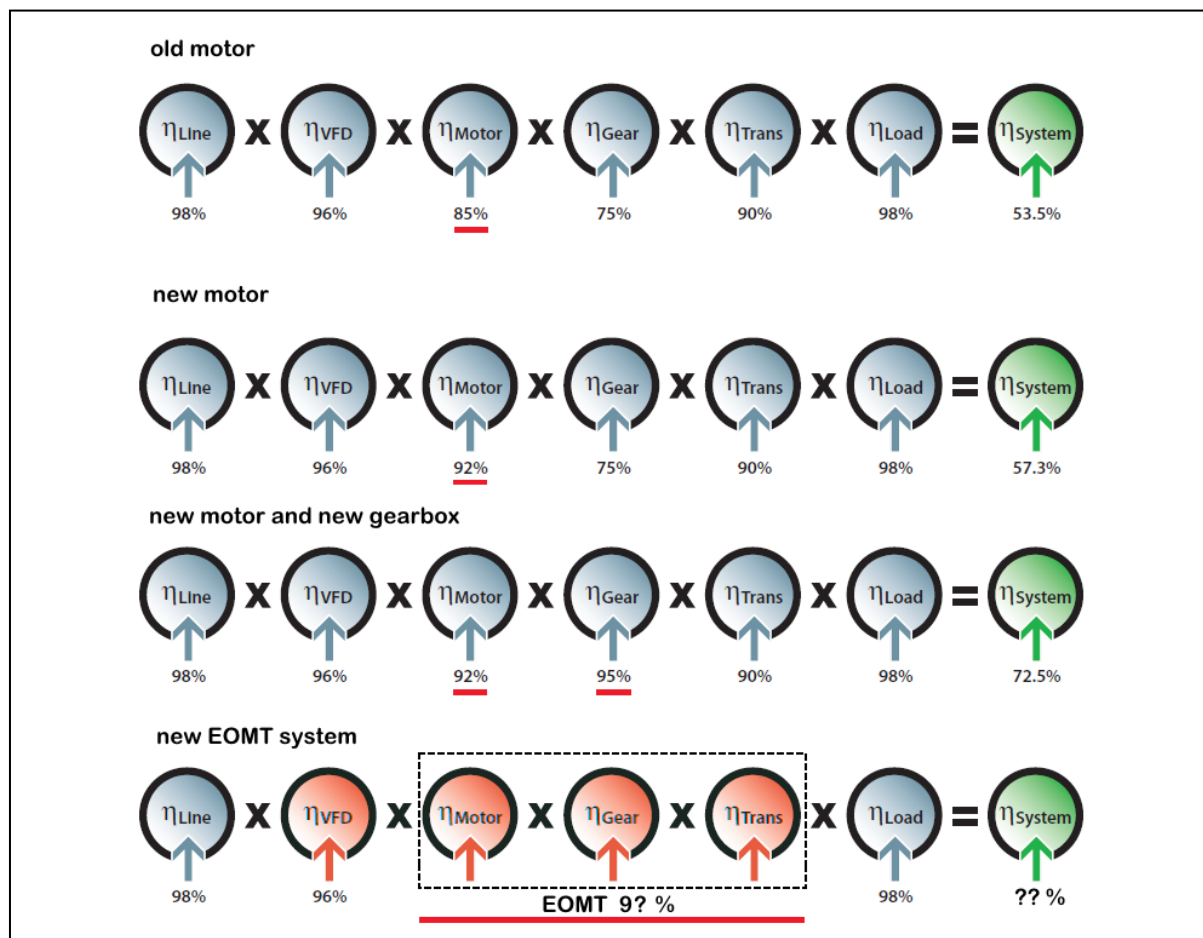 old motor
ηLine X ηVFD X ηMotor X ηGear X ηTrans X ηLoad = ηSystem
98% 96% 85% 75% 90% 98% 53.5%
new motor
ηLine X ηVFD X ηMotor X ηGear X ηTrans X ηLoad = ηSystem
98% 96% 92% 75% 90% 98% 57.3%
new motor and new gearbox
ηLine X ηVFD X ηMotor X ηGear X ηTrans X ηLoad = ηSystem
98% 96% 92% 95% 90% 98% 72.5%
new EOMT system
ηLine X ηVFD X ηMotor X ηGear X ηTrans X ηLoad = ηSystem
98% 96% EOMT 9? % 98% ?? %